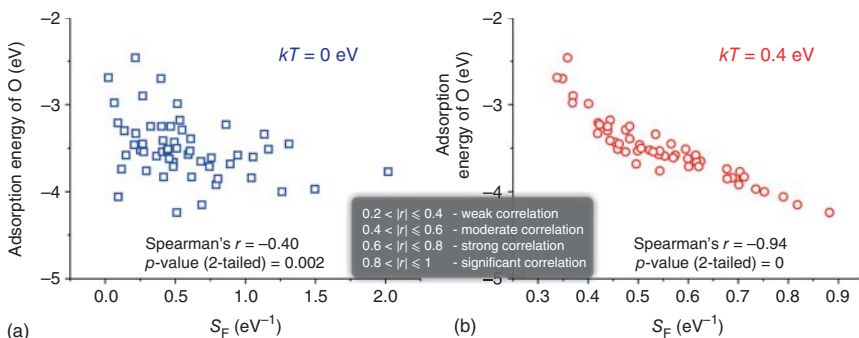 −2
−3
−4
−5
Adsorption energy of O (eV)
kT = 0 eV
Spearman's r = −0.40
p-value (2-tailed) = 0.002
0.0 0.5 1.0 1.5 2.0
S_F (eV⁻¹)
(a)
0.2 < |r| ⩽ 0.4 - weak correlation
0.4 < |r| ⩽ 0.6 - moderate correlation
0.6 < |r| ⩽ 0.8 - strong correlation
0.8 < |r| ⩽ 1 - significant correlation
−2
−3
−4
−5
Adsorption
energy of O (eV)
kT = 0.4 eV
Spearman's r = −0.94
p-value (2-tailed) = 0
0.3 0.4 0.5 0.6 0.7 0.8 0.9
S_F (eV⁻¹)
(b)